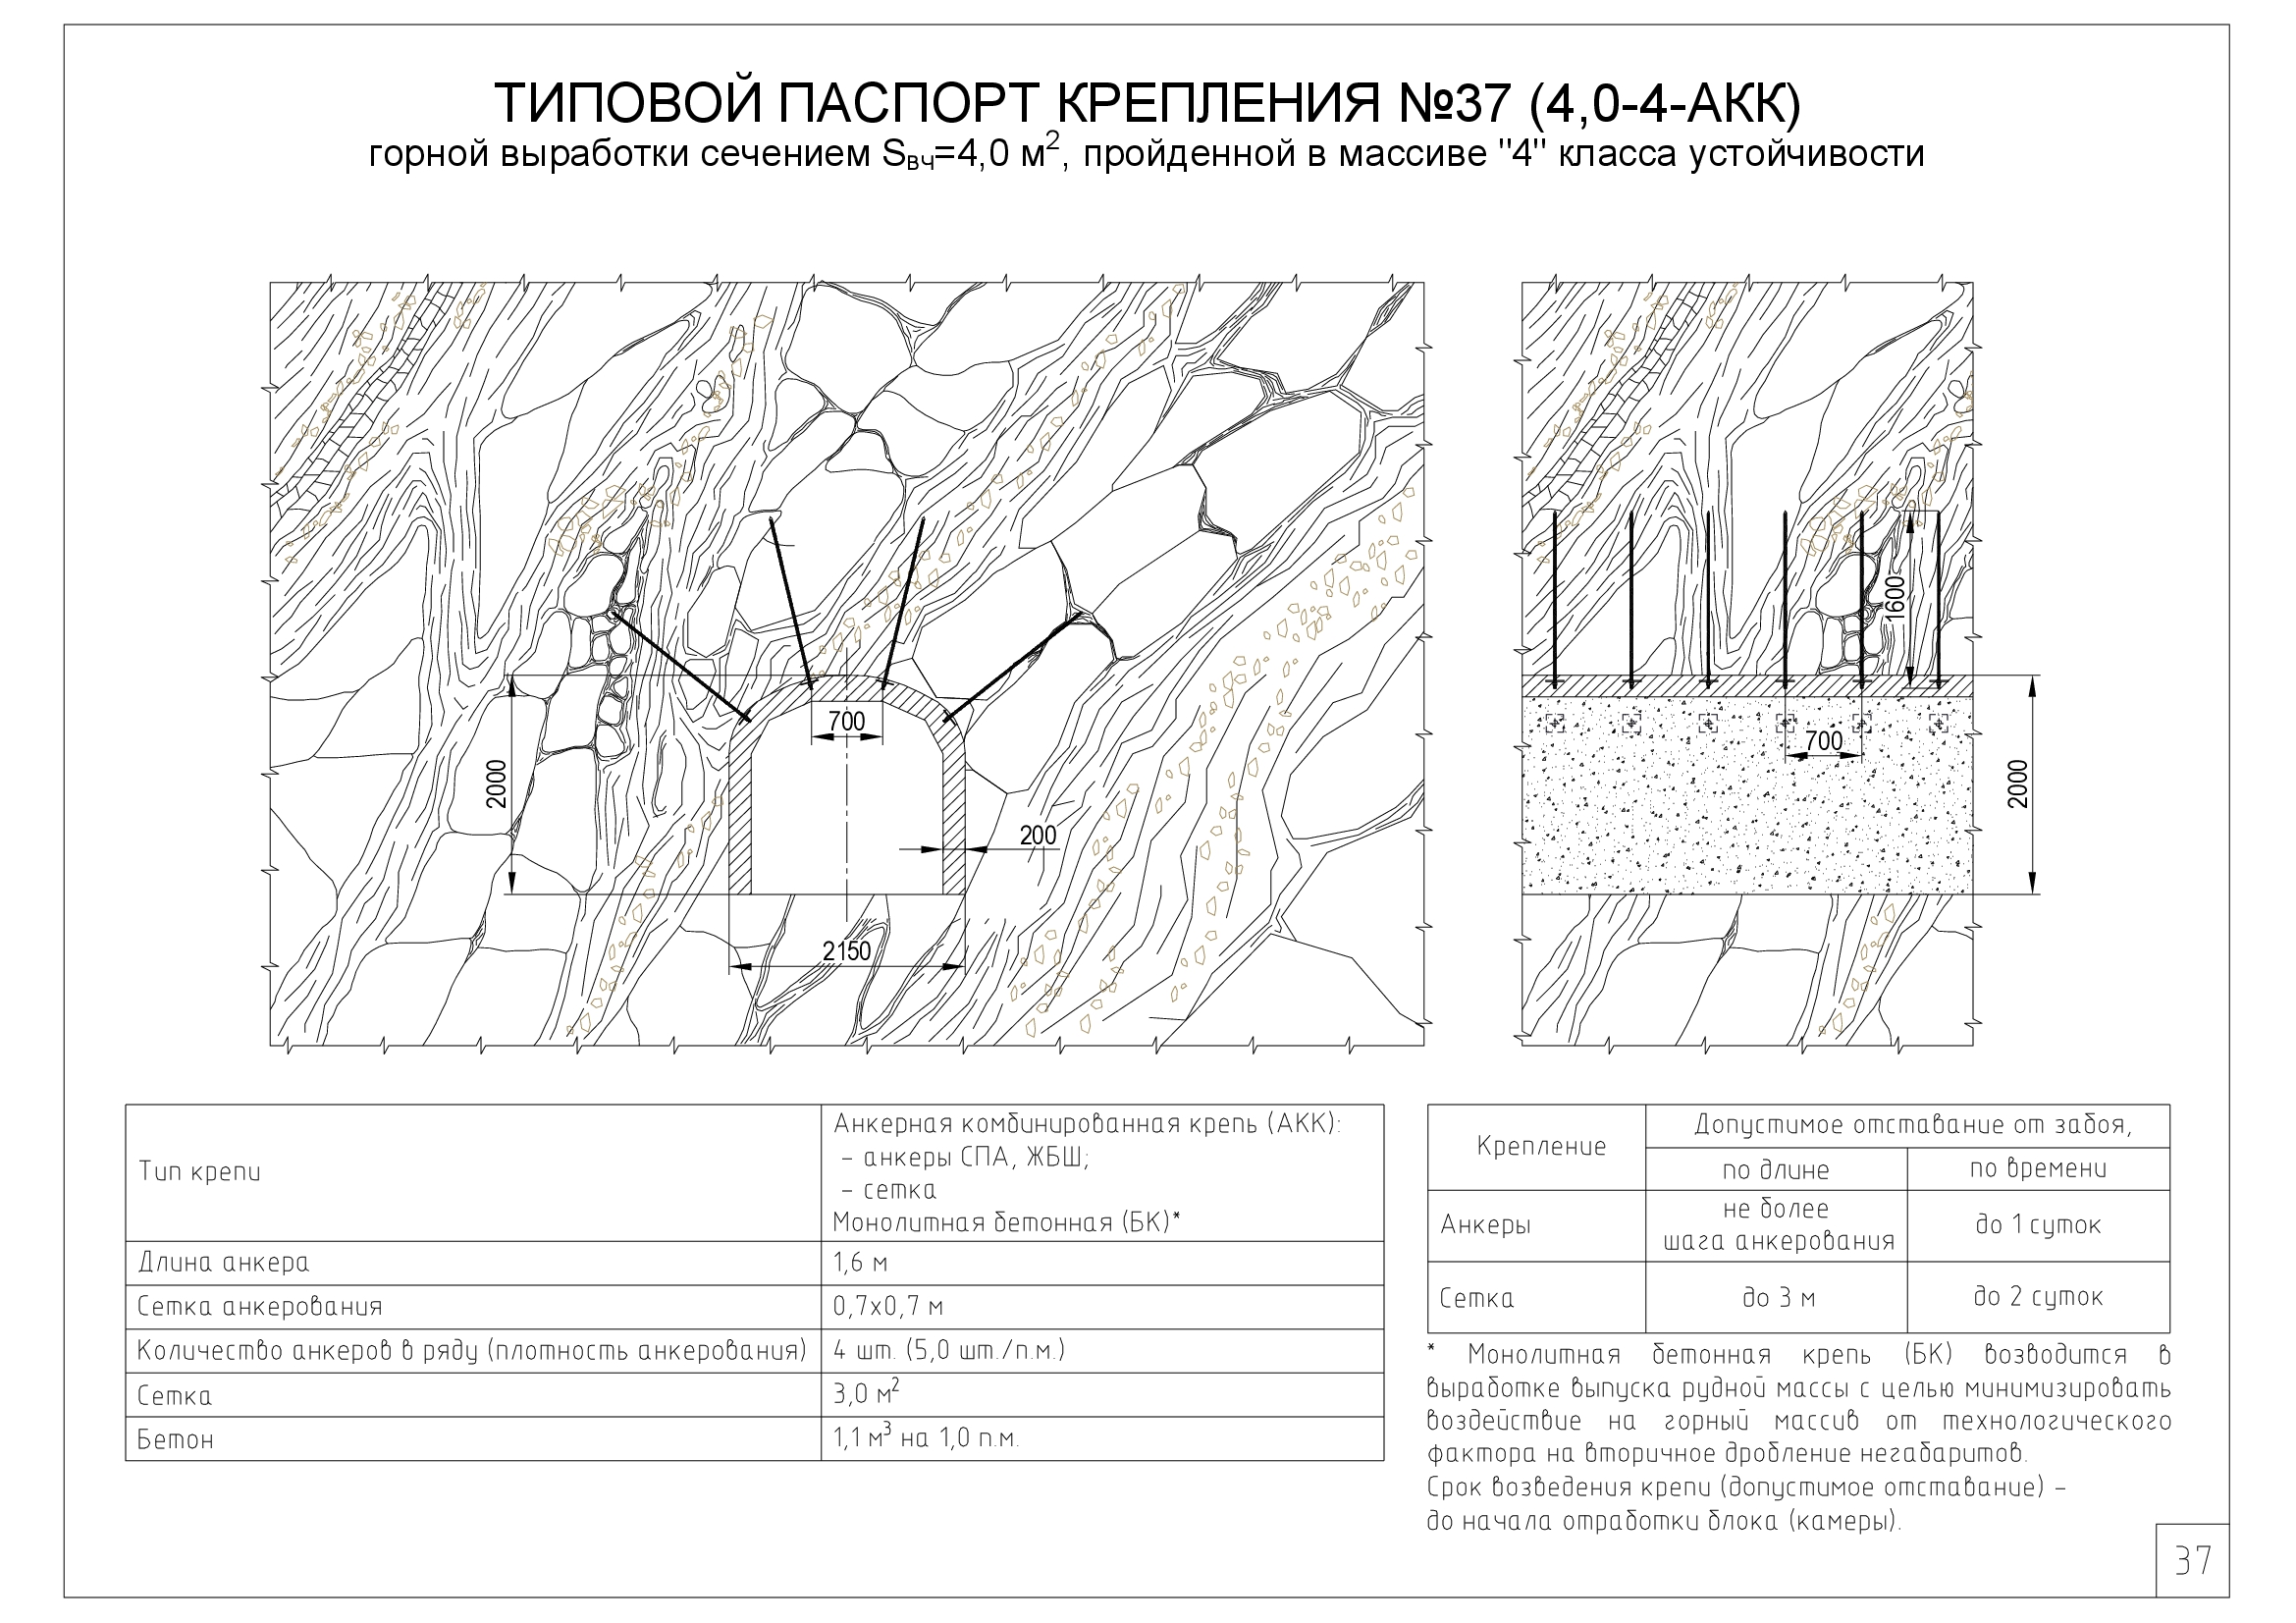 ТИПОВОЙ ПАСПОРТ КРЕПЛЕНИЯ №37 (4,0-4-АКК)
горной выработки сечением Sвч=4,0 м², пройденной в массиве "4" класса устойчивости
1600
700
700
2000
2000
200
2150
Тип крепи
Анкерная комбинированная крепь (АКК):
– анкеры СПА, ЖБШ;
– сетка
Монолитная бетонная (БК)*
Длина анкера
1,6 м
Сетка анкерования
0,7х0,7 м
Количество анкеров в ряду (плотность анкерования)
4 шт. (5,0 шт./п.м.)
Сетка
3,0 м²
Бетон
1,1 м³ на 1,0 п.м.
Крепление
Допустимое отставание от забоя,
по длине
по времени
Анкеры
не более
шага анкерования
до 1 суток
Сетка
до 3 м
до 2 суток
* Монолитная бетонная крепь (БК) возводится в
выработке выпуска рудной массы с целью минимизировать
воздействие на горный массив от технологического
фактора на вторичное дробление негабаритов.
Срок возведения крепи (допустимое отставание) –
до начала отработки блока (камеры).
37